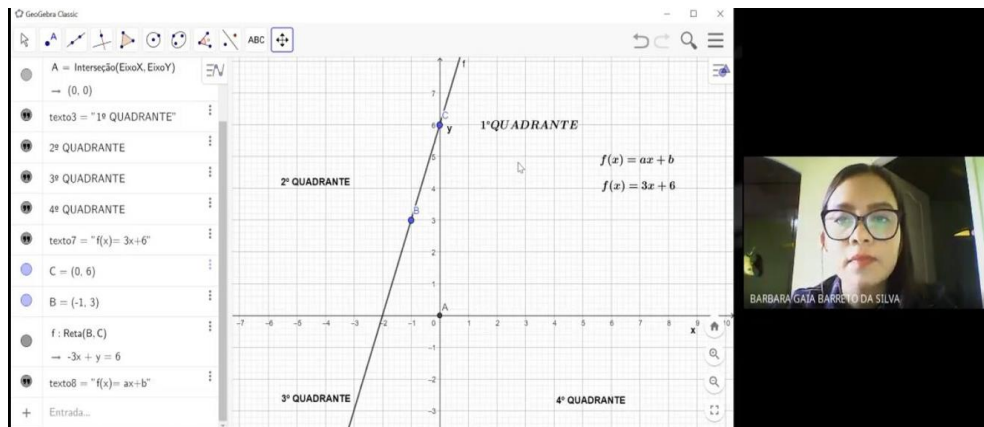 GeoGebra Classic
ABC
A = Interseção(EixoX, EixoY)
→ (0, 0)
texto3 = "1º QUADRANTE"
2º QUADRANTE
3º QUADRANTE
4º QUADRANTE
texto7 = "f(x)= 3x+6"
C = (0, 6)
B = (-1, 3)
f : Reta(B, C)
→ -3x + y = 6
texto8 = "f(x)= ax+b"
Entrada...
f
7
C
6
y
1ºQUADRANTE
5
f(x) = ax + b
2º QUADRANTE
4
f(x) = 3x + 6
B
3
2
1
A
-7 -6 -5 -4 -3 -2 -1 0 1 2 3 4 5 6 7 8 9 10
x
-1
-2
3º QUADRANTE
4º QUADRANTE
-3
BARBARA GAIA BARRETO DA SILVA